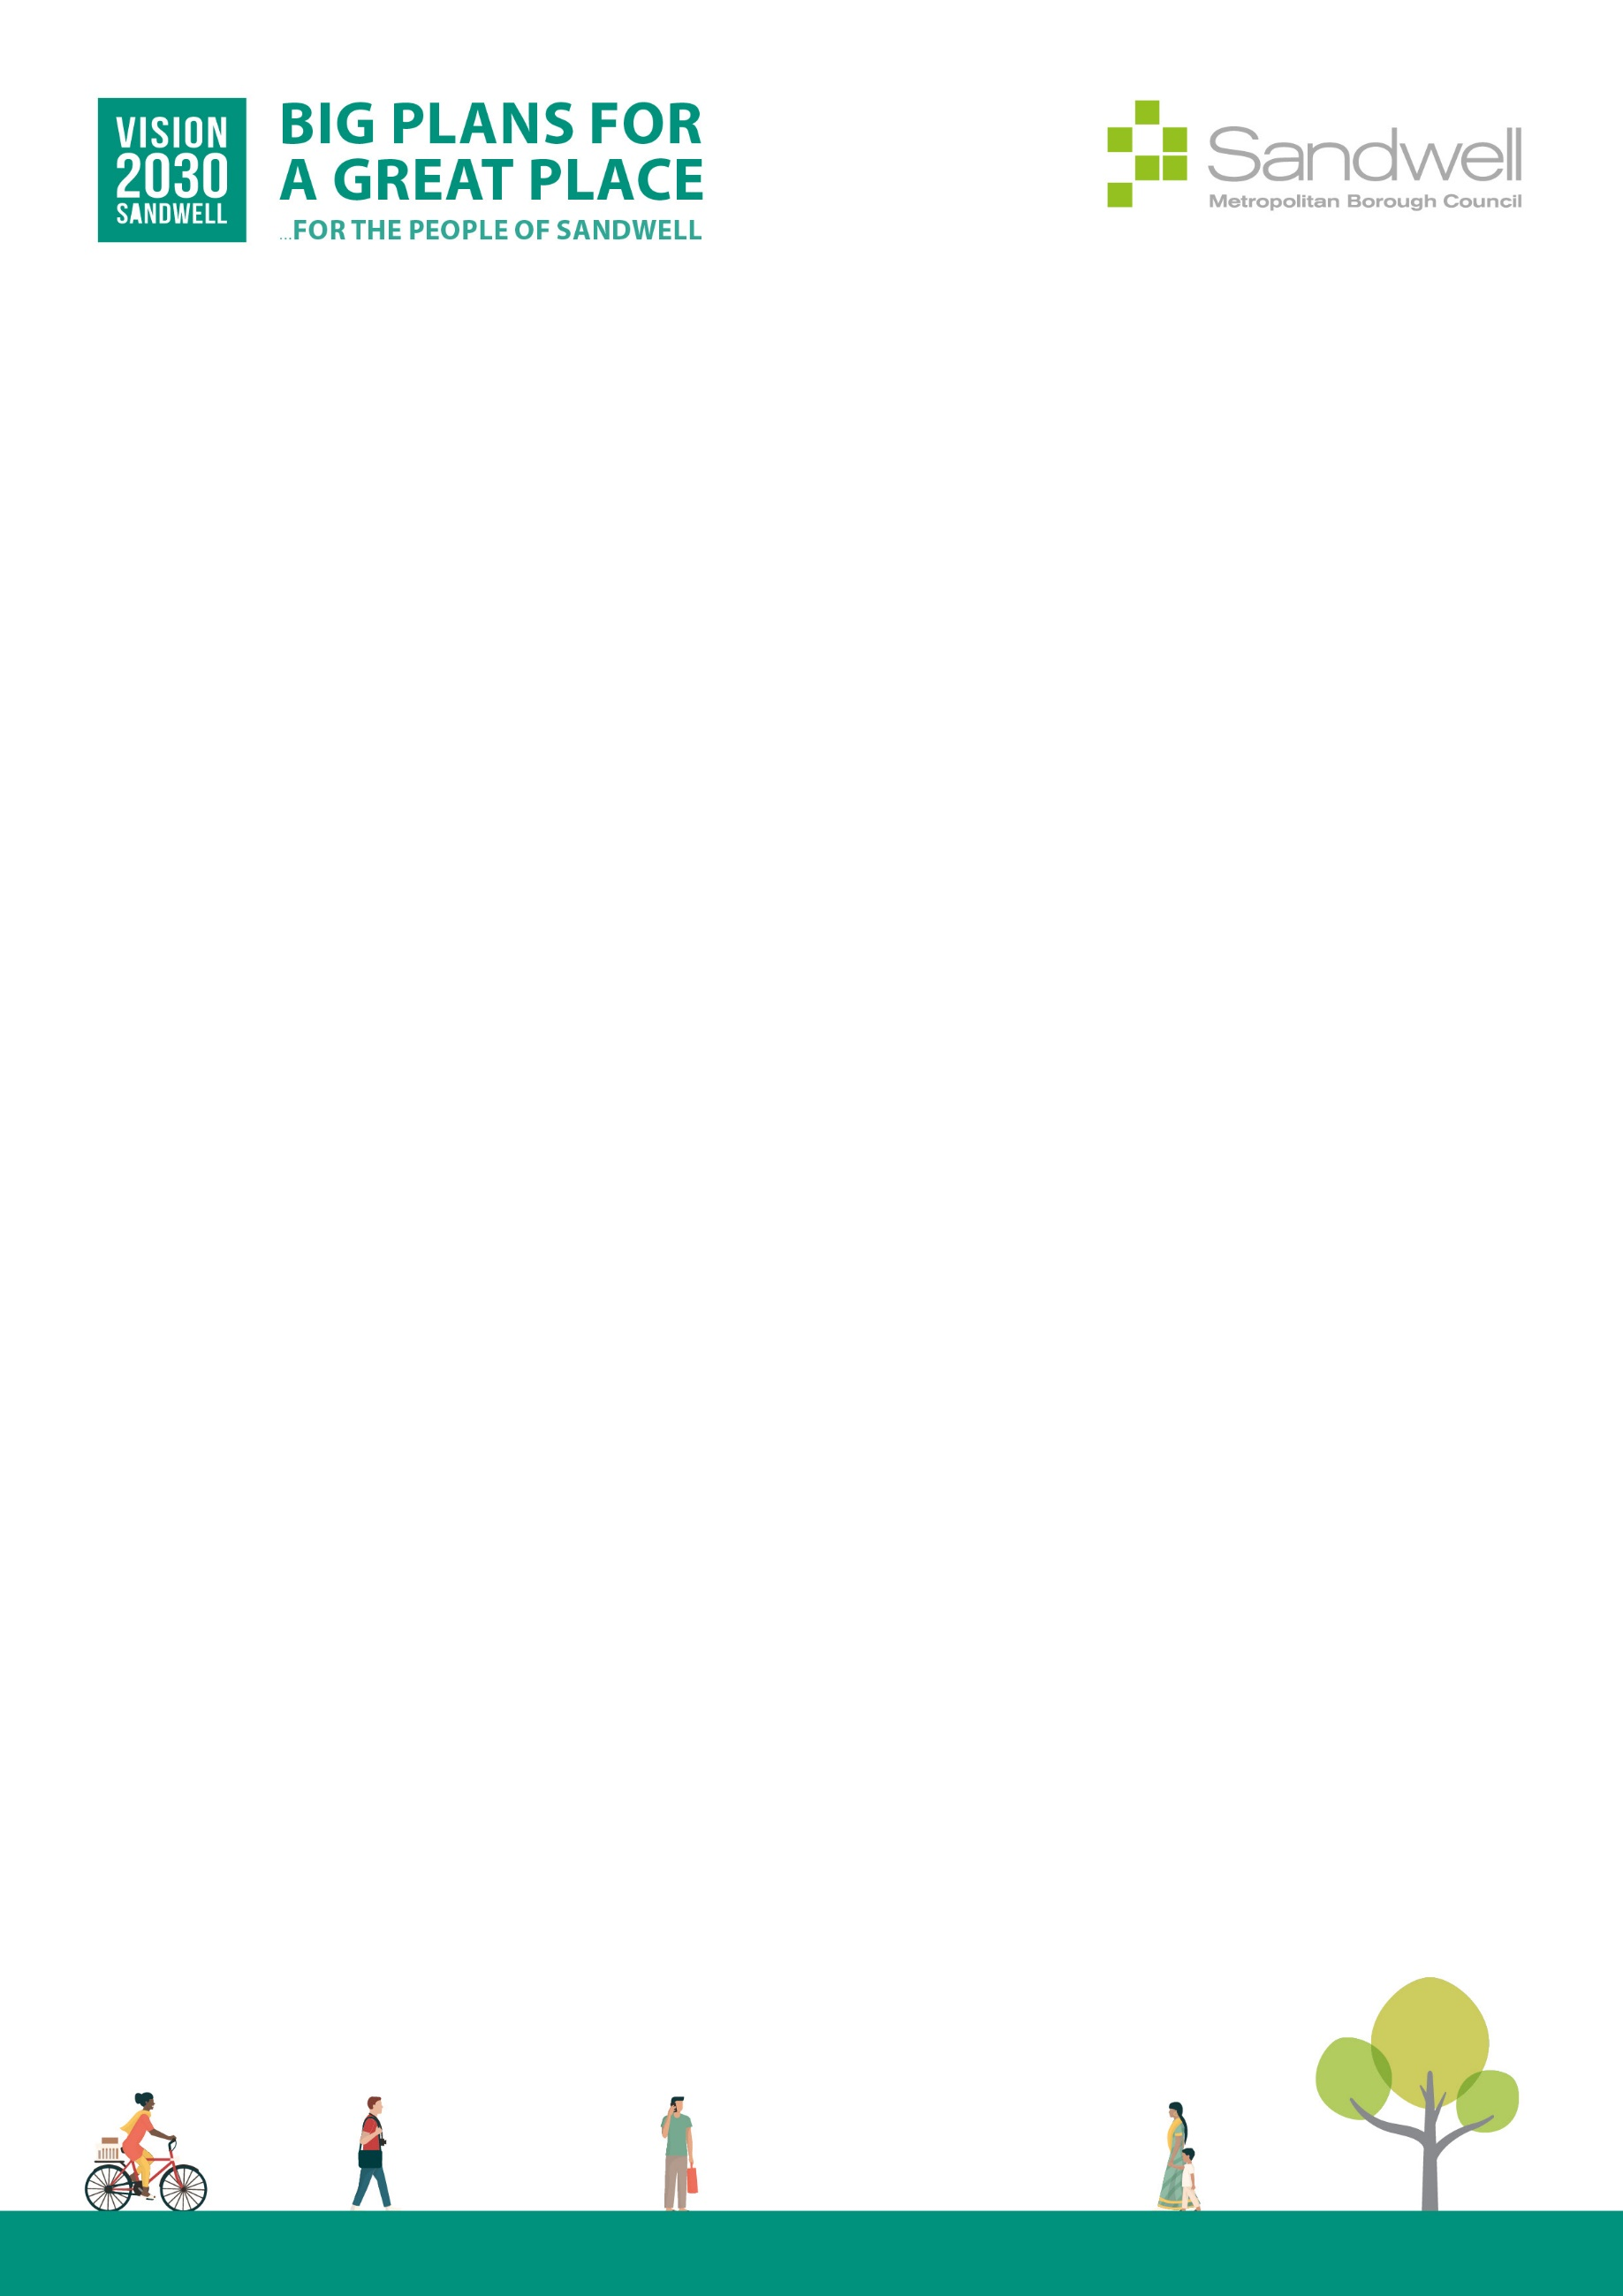 VISION
2030
SANDWELL
BIG PLANS FOR
A GREAT PLACE
...FOR THE PEOPLE OF SANDWELL
Sandwell
Metropolitan Borough Council